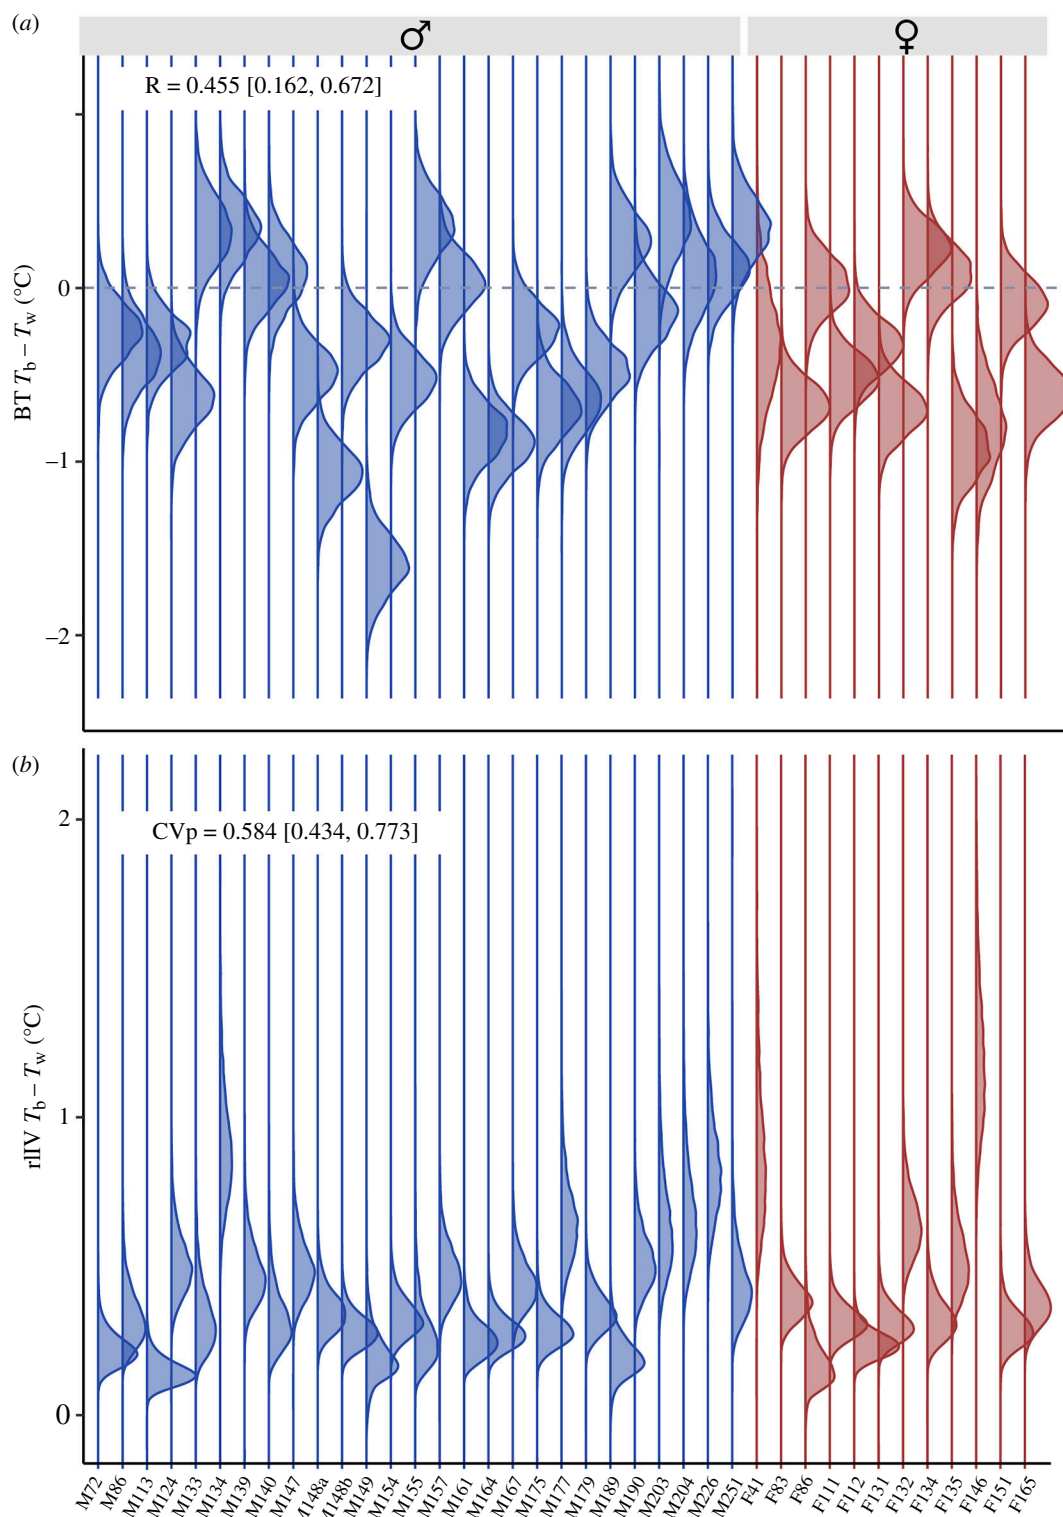 (a)
♂ ♀
R = 0.455 [0.162, 0.672]
BT Tb – Tw (°C)
0
–1
–2
(b)
CVp = 0.584 [0.434, 0.773]
rIIV Tb – Tw (°C)
2
1
0
M72 M86 M113 M124 M133 M134 M139 M140 M147 M148a M148b M149 M154 M155 M157 M161 M164 M167 M175 M177 M179 M189 M190 M203 M204 M226 M251 F41 F83 F86 F111 F112 F131 F132 F134 F135 F146 F151 F165